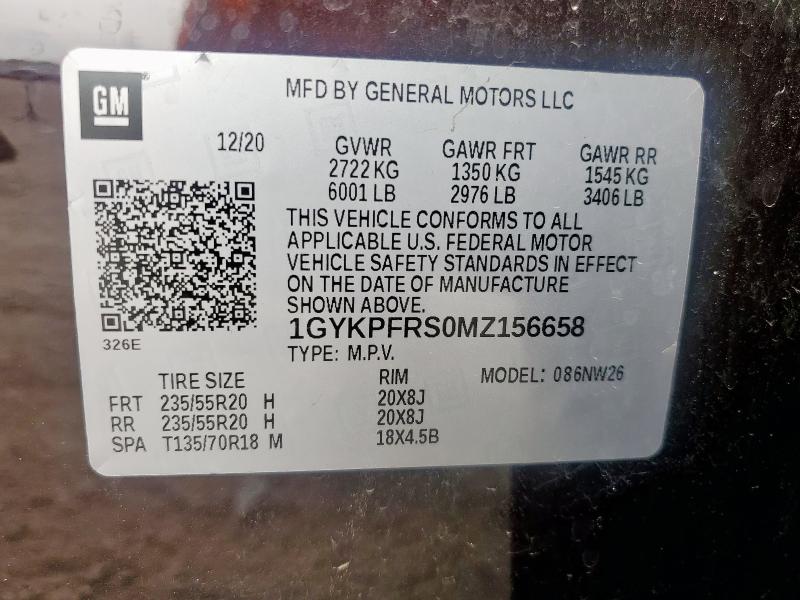 GM
MFD BY GENERAL MOTORS LLC
12/20 GVWR GAWR FRT GAWR RR
2722 KG 1350 KG 1545 KG
6001 LB 2976 LB 3406 LB
THIS VEHICLE CONFORMS TO ALL
APPLICABLE U.S. FEDERAL MOTOR
VEHICLE SAFETY STANDARDS IN EFFECT
ON THE DATE OF MANUFACTURE
SHOWN ABOVE.
326E
1GYKPFRS0MZ156658
TYPE: M.P.V.
MODEL: 086NW26
TIRE SIZE RIM
FRT 235/55R20 H 20X8J
RR 235/55R20 H 20X8J
SPA T135/70R18 M 18X4.5B